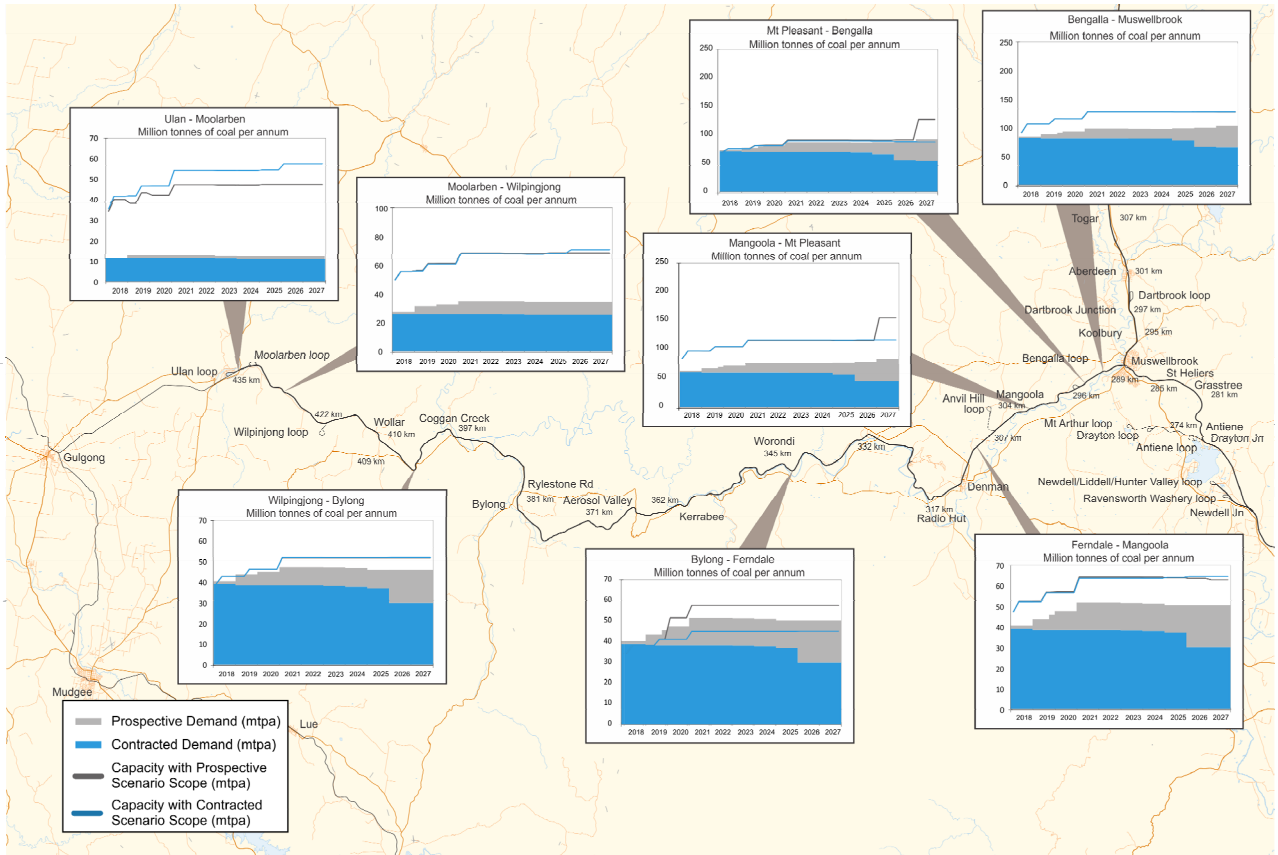 Mt Pleasant - Bengalla
Million tonnes of coal per annum
250
200
150
100
50
0
2018 2019 2020 2021 2022 2023 2024 2025 2026 2027
Bengalla - Muswellbrook
Million tonnes of coal per annum
250
200
150
100
50
0
2018 2019 2020 2021 2022 2023 2024 2025 2026 2027
Ulan - Moolarben
Million tonnes of coal per annum
70
60
50
40
30
20
10
0
2018 2019 2020 2021 2022 2023 2024 2025 2026 2027
Moolarben - Wilpingjong
Million tonnes of coal per annum
100
80
60
40
20
0
2018 2019 2020 2021 2022 2023 2024 2025 2026 2027
Mangoola - Mt Pleasant
Million tonnes of coal per annum
250
200
150
100
50
0
2018 2019 2020 2021 2022 2023 2024 2025 2026 2027
Togar
307 km
Aberdeen
301 km
Dartbrook loop
Dartbrook Junction
297 km
Koolbury
295 km
Moolarben loop
Ulan loop
435 km
Bengalla loop
Muswellbrook
289 km
St Heliers
285 km
Grasstree
281 km
296 km
Mangoola
304 km
Anvil Hill
loop
307 km
422 km
Wilpinjong loop
Wollar
410 km
409 km
Coggan Creek
397 km
Gulgong
Mt Arthur loop
Drayton loop
274 km
Antiene
Drayton Jn
Antiene loop
Worondi
345 km
332 km
Denman
317 km
Radio Hut
Newdell/Liddell/Hunter Valley loop
Ravensworth Washery loop
Newdell Jn
Bylong
Rylestone Rd
381 km
Aerosol Valley
371 km
362 km
Kerrabee
Wilpingjong - Bylong
Million tonnes of coal per annum
70
60
50
40
30
20
10
0
2018 2019 2020 2021 2022 2023 2024 2025 2026 2027
Bylong - Ferndale
Million tonnes of coal per annum
70
60
50
40
30
20
10
0
2018 2019 2020 2021 2022 2023 2024 2025 2026 2027
Ferndale - Mangoola
Million tonnes of coal per annum
70
60
50
40
30
20
10
0
2018 2019 2020 2021 2022 2023 2024 2025 2026 2027
Mudgee
Lue
Prospective Demand (mtpa)
Contracted Demand (mtpa)
Capacity with Prospective
Scenario Scope (mtpa)
Capacity with Contracted
Scenario Scope (mtpa)